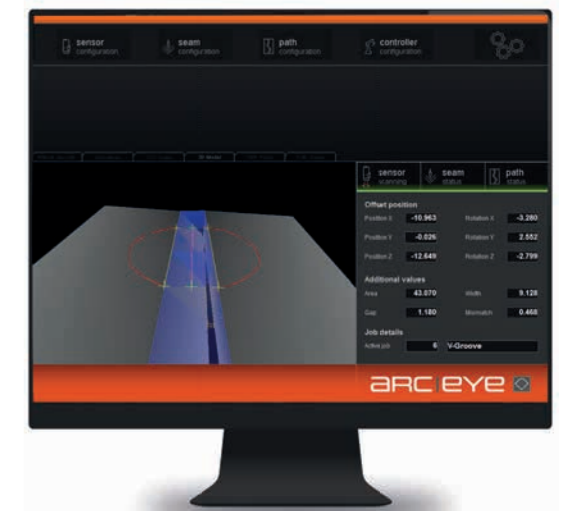 sensor configuration
seam configuration
path configuration
controller configuration
3D Model
sensor scanning
seam status
path status
Offset position
Position X -10.963 Rotation X -3.280
Position Y -0.026 Rotation Y 2.552
Position Z -12.649 Rotation Z -2.799
Additional values
Area 43.070 Width 9.128
Gap 1.180 Mismatch 0.468
Job details
Active job 6 V-Groove
arc eye